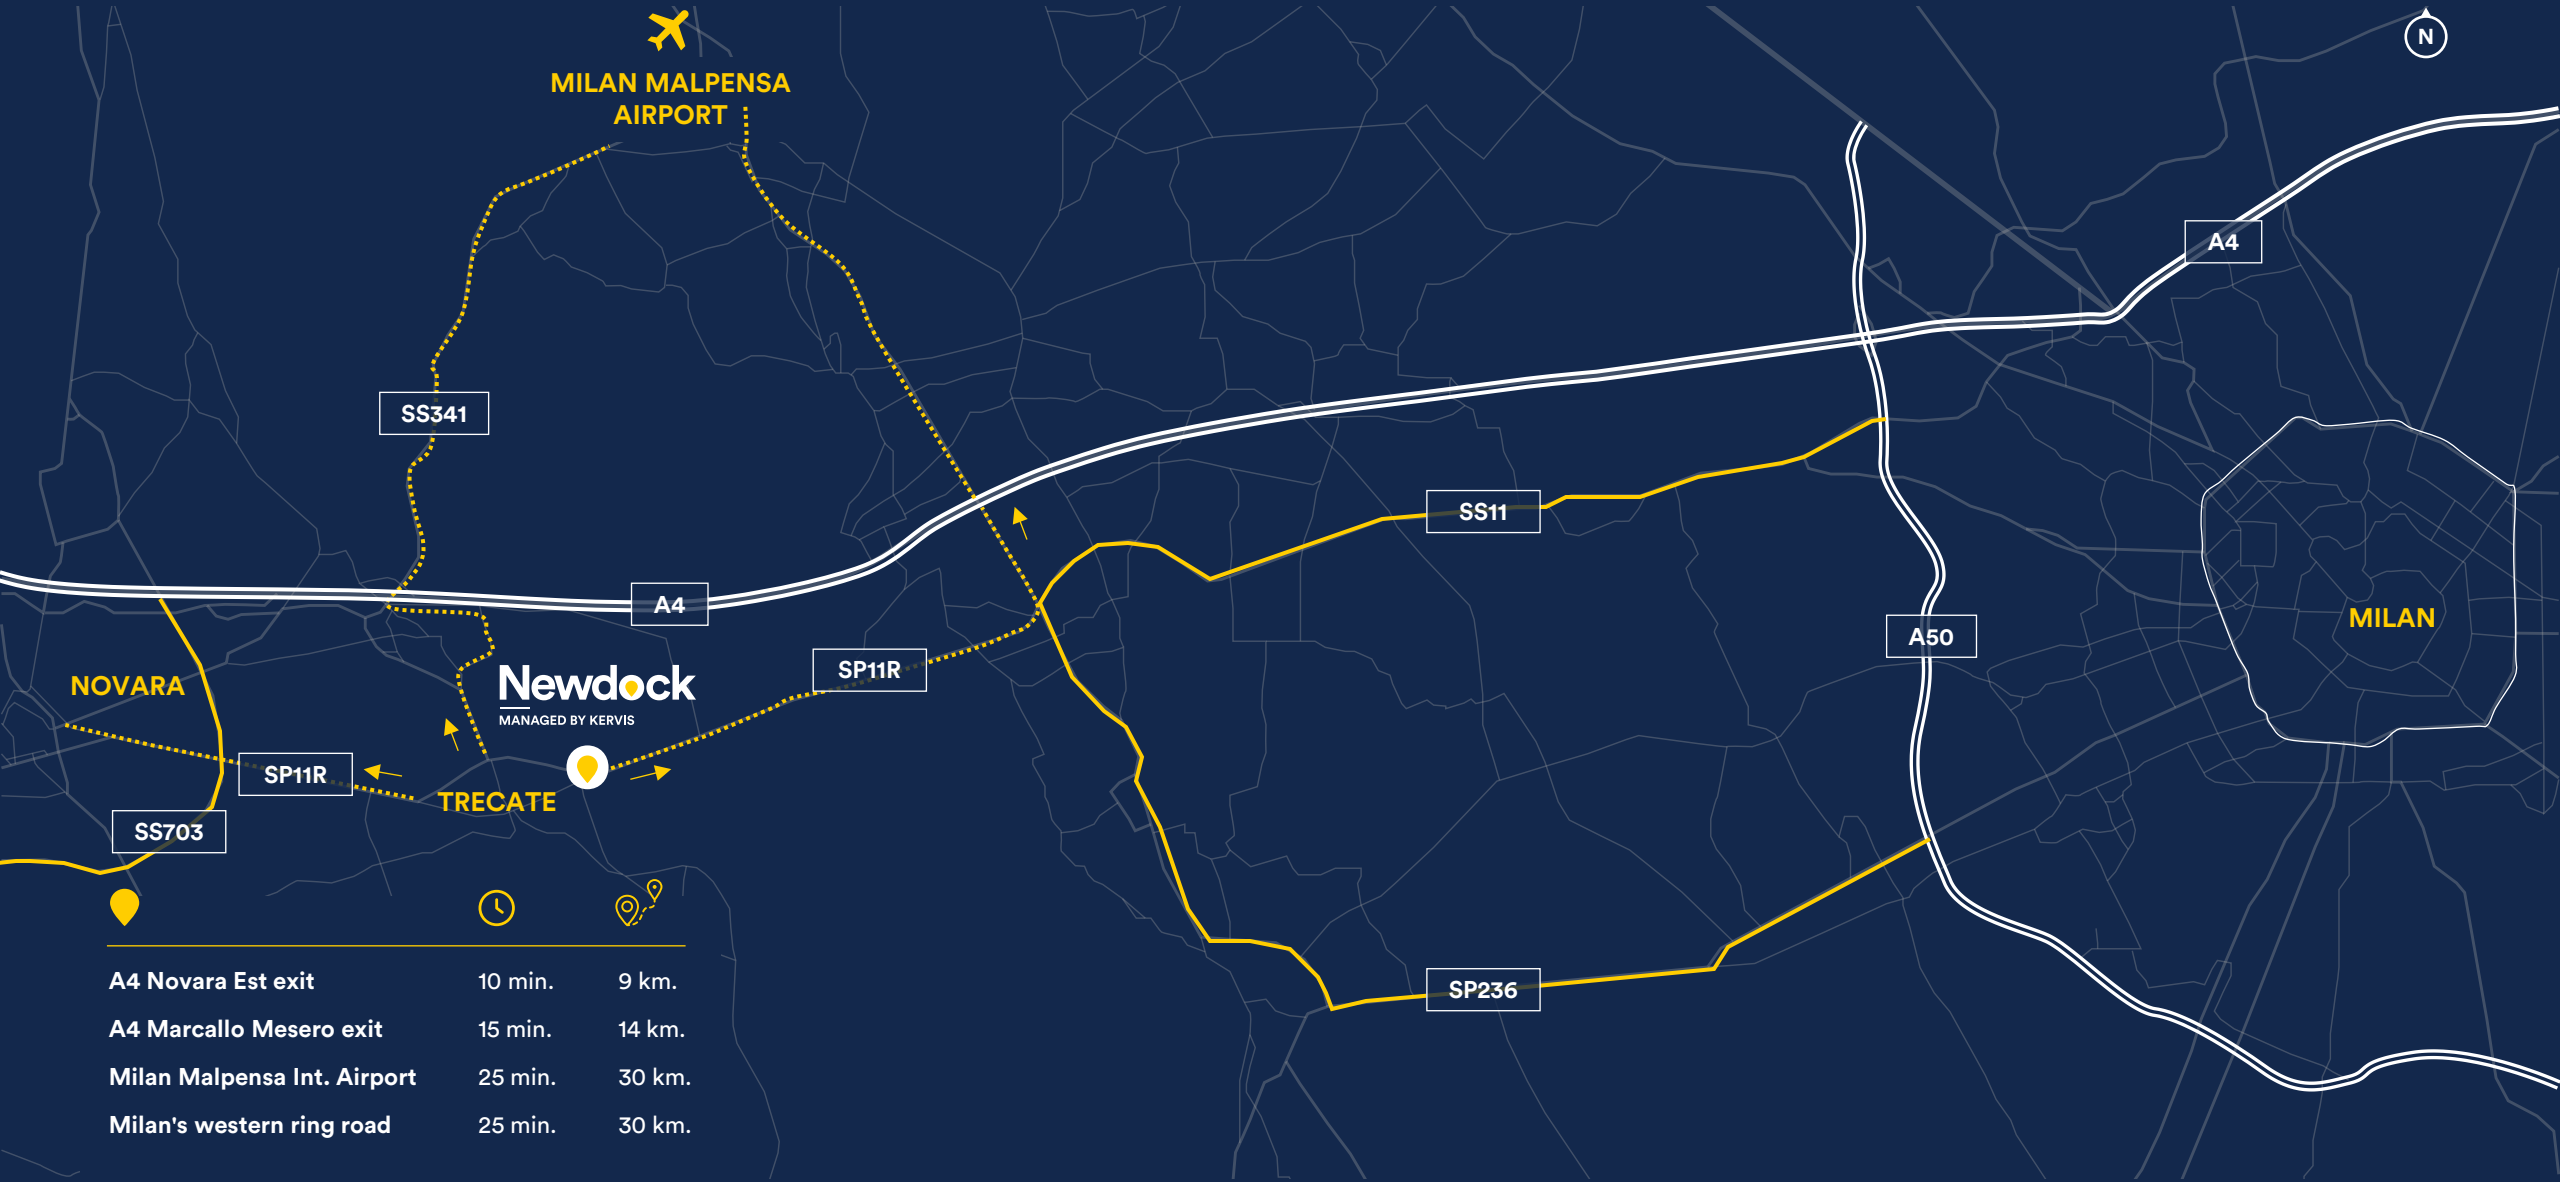 N
MILAN MALPENSA
AIRPORT
A4
SS341
SS11
A4
MILAN
A50
SP11R
NOVARA
Newdock
MANAGED BY KERVIS
SP11R
TRECATE
SS703
SP236
A4 Novara Est exit 10 min. 9 km.
A4 Marcallo Mesero exit 15 min. 14 km.
Milan Malpensa Int. Airport 25 min. 30 km.
Milan's western ring road 25 min. 30 km.